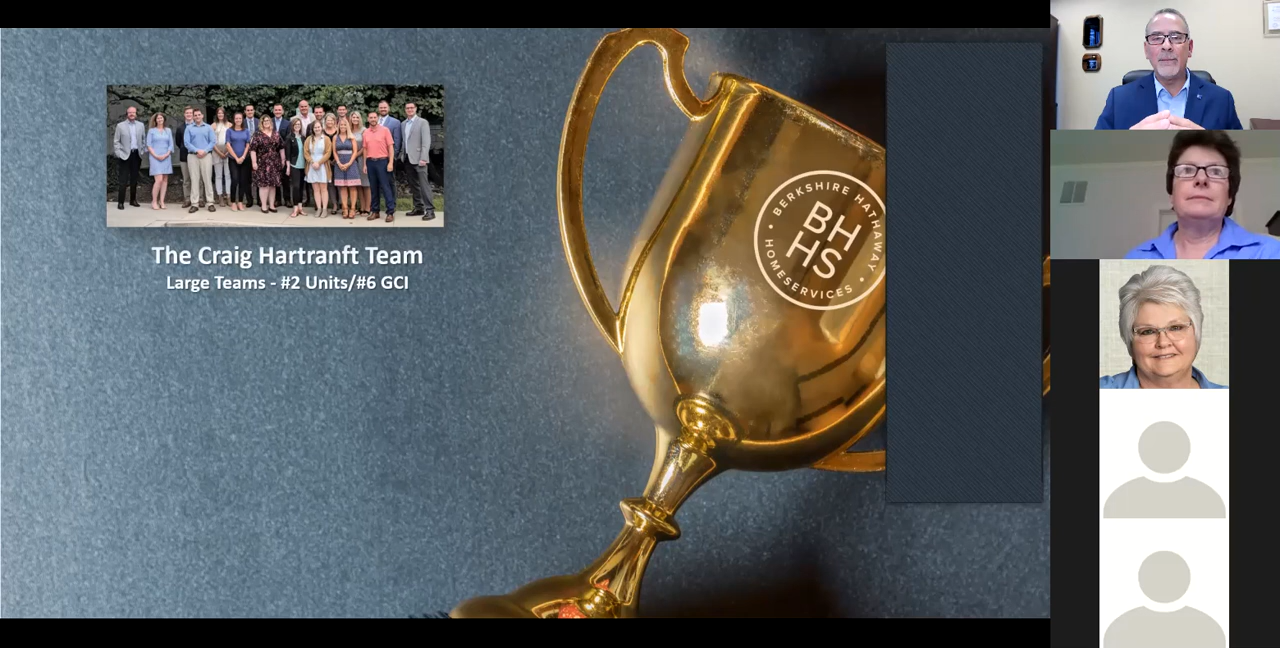 The Craig Hartranft Team
Large Teams - #2 Units/#6 GCI
BERKSHIRE HATHAWAY
BH
HS
HOMESERVICES